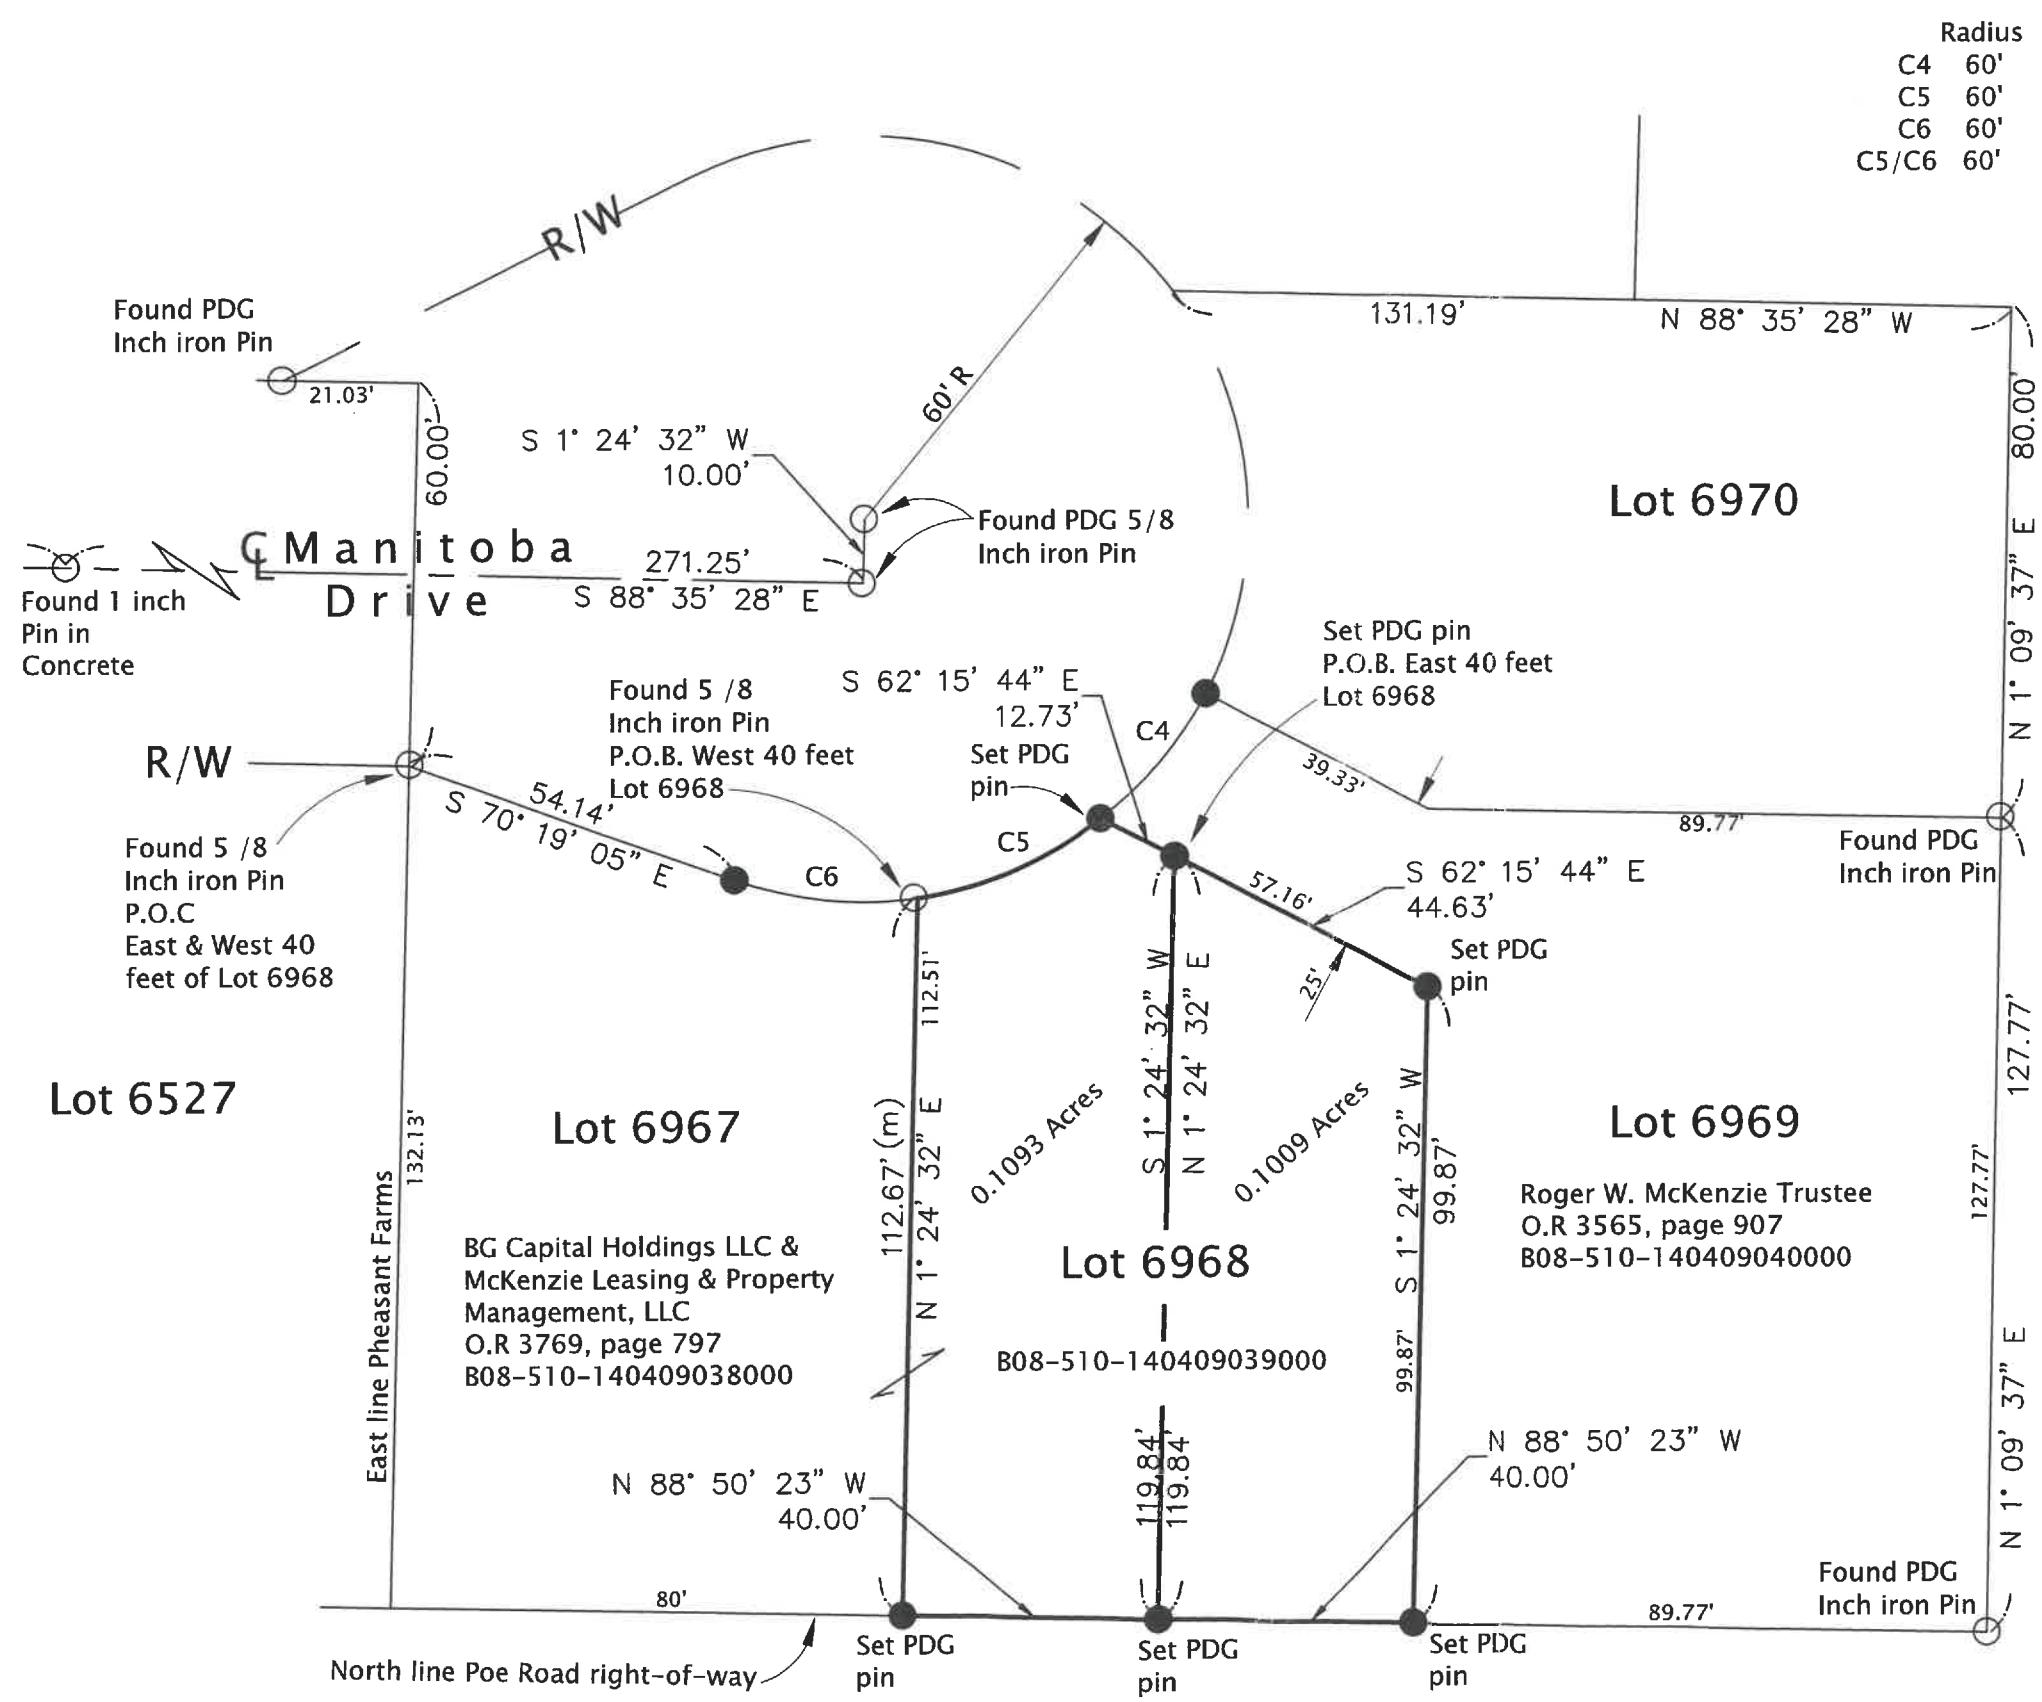 Radius
C4 60'
C5 60'
C6 60'
C5/C6 60'
R/W
Found PDG
Inch iron Pin
21.03'
60.00'
131.19'
N 88° 35' 28" W
80.00'
N 1° 09' 37" E
60' R
S 1° 24' 32" W
10.00'
Lot 6970
Found PDG 5/8
Inch iron Pin
CL Manitoba
Drive
271.25'
S 88° 35' 28" E
Found 1 inch
Pin in
Concrete
Set PDG pin
P.O.B. East 40 feet
Lot 6968
S 62° 15' 44" E
12.73'
Found 5 /8
Inch iron Pin
P.O.B. West 40 feet
Lot 6968
C4
Set PDG
pin
R/W
54.14'
S 70° 19' 05" E
39.33'
89.77'
C5
C6
Found 5 /8
Inch iron Pin
P.O.C
East & West 40
feet of Lot 6968
Found PDG
Inch iron Pin
57.16'
S 62° 15' 44" E
44.63'
Set PDG
pin
25'
112.51'
S 1° 24' 32" W
N 1° 24' 32" E
127.77'
Lot 6527
132.13'
Lot 6967
112.67' (m)
N 1° 24' 32" E
0.1093 Acres
0.1009 Acres
S 1° 24' 32" W
99.87'
Lot 6969
Roger W. McKenzie Trustee
O.R 3565, page 907
B08-510-140409040000
127.77'
East line Pheasant Farms
BG Capital Holdings LLC &
McKenzie Leasing & Property
Management, LLC
O.R 3769, page 797
B08-510-140409038000
Lot 6968
B08-510-140409039000
99.87'
N 1° 09' 37" E
119.84'
119.84'
N 88° 50' 23" W
40.00'
N 88° 50' 23" W
40.00'
80'
89.77'
Found PDG
Inch iron Pin
North line Poe Road right-of-way
Set PDG
pin
Set PDG
pin
Set PDG
pin